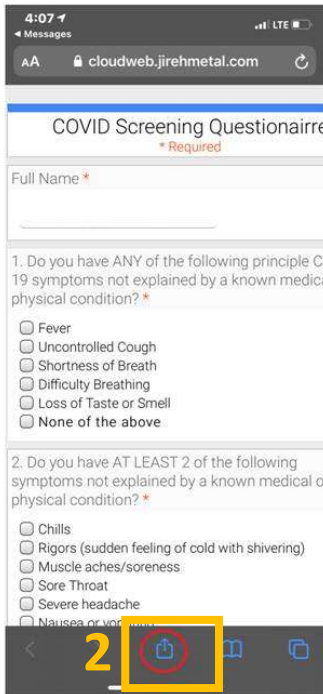 4:07
LTE
Messages
AA cloudweb.jirehmetal.com
COVID Screening Questionairre
* Required
Full Name *
1. Do you have ANY of the following principle
19 symptoms not explained by a known
physical condition? *
Fever
Uncontrolled Cough
Shortness of Breath
Difficulty Breathing
Loss of Taste or Smell
None of the above
2. Do you have AT LEAST 2 of the following
symptoms not explained by a known medical
physical condition? *
Chills
Rigors (sudden feeling of cold with shivering)
Muscle aches/soreness
Sore Throat
Severe headache
Nausea or
2